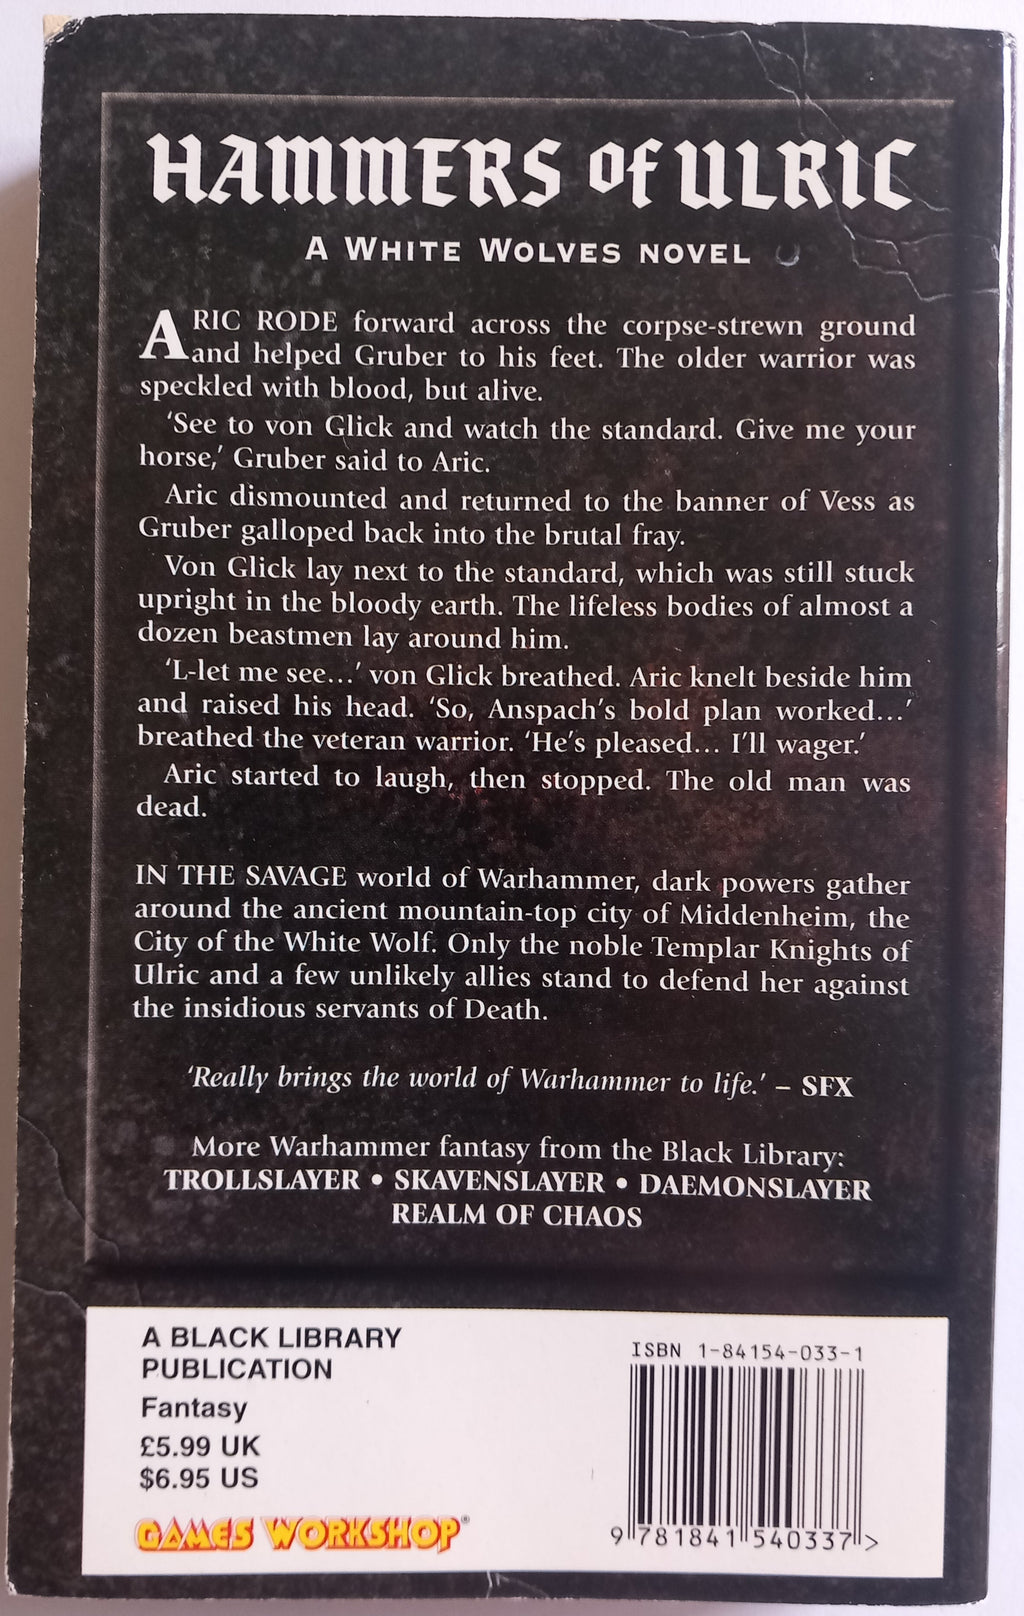 HAMMERS OF ULRIC
A WHITE WOLVES NOVEL
ARIC RODE forward across the corpse-strewn ground
and helped Gruber to his feet. The older warrior was
speckled with blood, but alive.
‘See to von Glick and watch the standard. Give me your
horse,’ Gruber said to Aric.
Aric dismounted and returned to the banner of Vess as
Gruber galloped back into the brutal fray.
Von Glick lay next to the standard, which was still stuck
upright in the bloody earth. The lifeless bodies of almost a
dozen beastmen lay around him.
‘L-let me see...’ von Glick breathed. Aric knelt beside him
and raised his head. ‘So, Anspach’s bold plan worked...’
breathed the veteran warrior. ‘He’s pleased... I’ll wager.’
Aric started to laugh, then stopped. The old man was
dead.
IN THE SAVAGE world of Warhammer, dark powers gather
around the ancient mountain-top city of Middenheim, the
City of the White Wolf. Only the noble Templar Knights of
Ulric and a few unlikely allies stand to defend her against
the insidious servants of Death.
‘Really brings the world of Warhammer to life.’ – SFX
More Warhammer fantasy from the Black Library:
TROLLSLAYER • SKAVENSLAYER • DAEMONSLAYER
REALM OF CHAOS
A BLACK LIBRARY
PUBLICATION
Fantasy
£5.99 UK
$6.95 US
GAMES WORKSHOP®
ISBN 1-84154-033-1
9 781841 540337 >